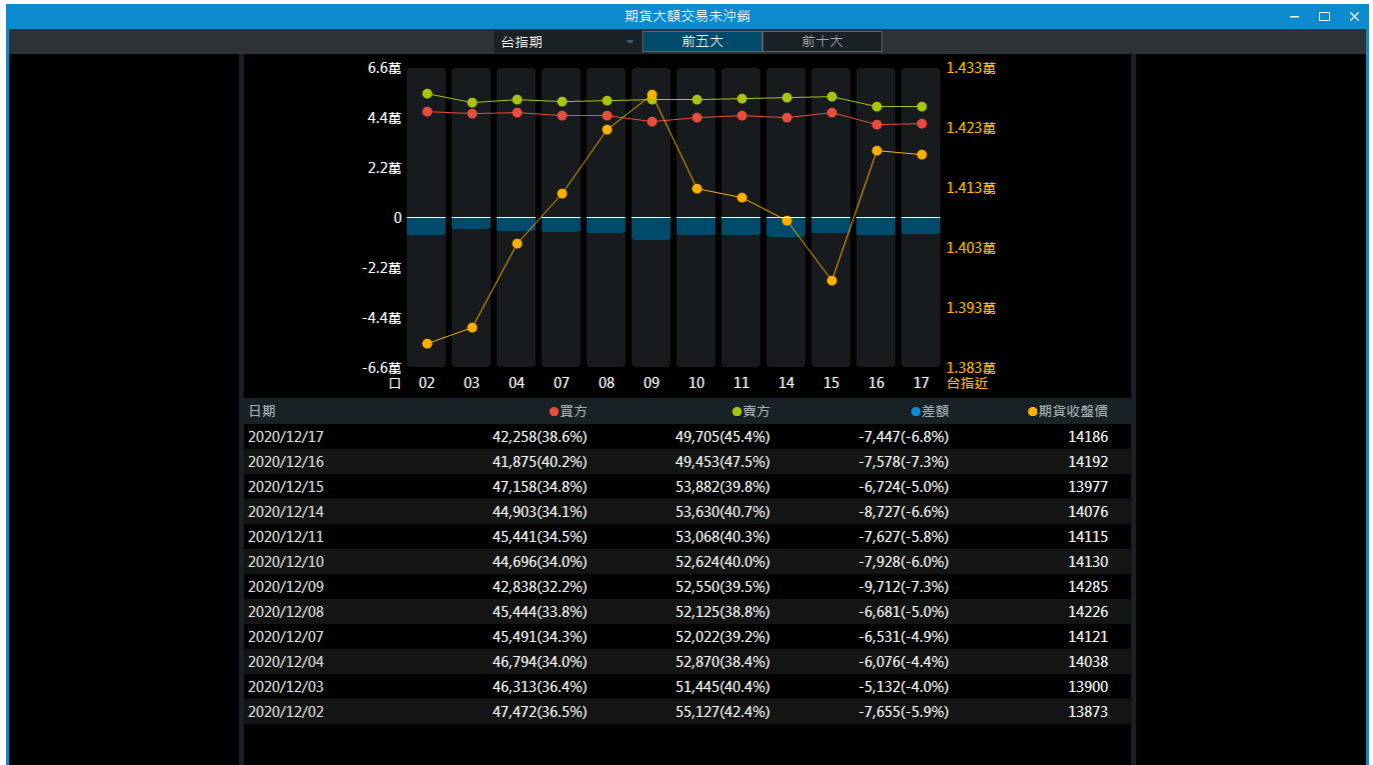 期貨大額交易未沖銷
台指期 前五大 前十大
6.6萬 1.433萬
4.4萬 1.423萬
2.2萬 1.413萬
0 1.403萬
-2.2萬
-4.4萬 1.393萬
-6.6萬 1.383萬
口 02 03 04 07 08 09 10 11 14 15 16 17 台指近
日期 買方 賣方 差額 期貨收盤價
2020/12/17 42,258(38.6%) 49,705(45.4%) -7,447(-6.8%) 14186
2020/12/16 41,875(40.2%) 49,453(47.5%) -7,578(-7.3%) 14192
2020/12/15 47,158(34.8%) 53,882(39.8%) -6,724(-5.0%) 13977
2020/12/14 44,903(34.1%) 53,630(40.7%) -8,727(-6.6%) 14076
2020/12/11 45,441(34.5%) 53,068(40.3%) -7,627(-5.8%) 14115
2020/12/10 44,696(34.0%) 52,624(40.0%) -7,928(-6.0%) 14130
2020/12/09 42,838(32.2%) 52,550(39.5%) -9,712(-7.3%) 14285
2020/12/08 45,444(33.8%) 52,125(38.8%) -6,681(-5.0%) 14226
2020/12/07 45,491(34.3%) 52,022(39.2%) -6,531(-4.9%) 14121
2020/12/04 46,794(34.0%) 52,870(38.4%) -6,076(-4.4%) 14038
2020/12/03 46,313(36.4%) 51,445(40.4%) -5,132(-4.0%) 13900
2020/12/02 47,472(36.5%) 55,127(42.4%) -7,655(-5.9%) 13873